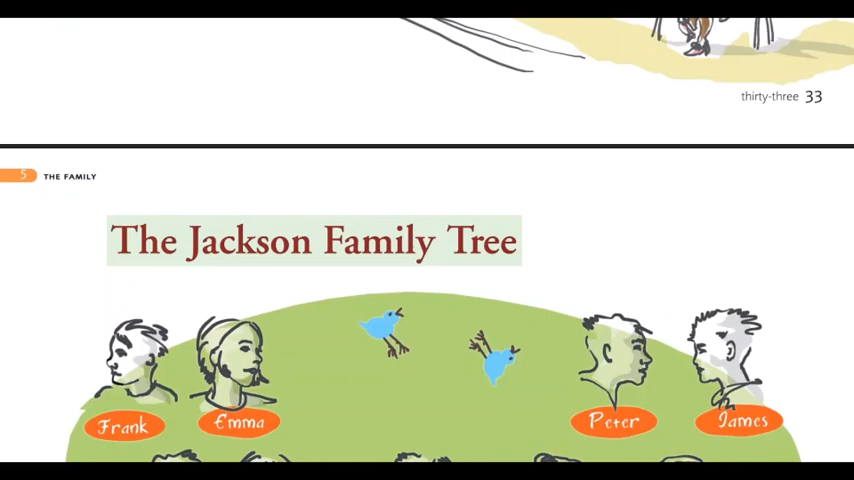 thirty-three 33
5 THE FAMILY
The Jackson Family Tree
Frank Emma Peter James